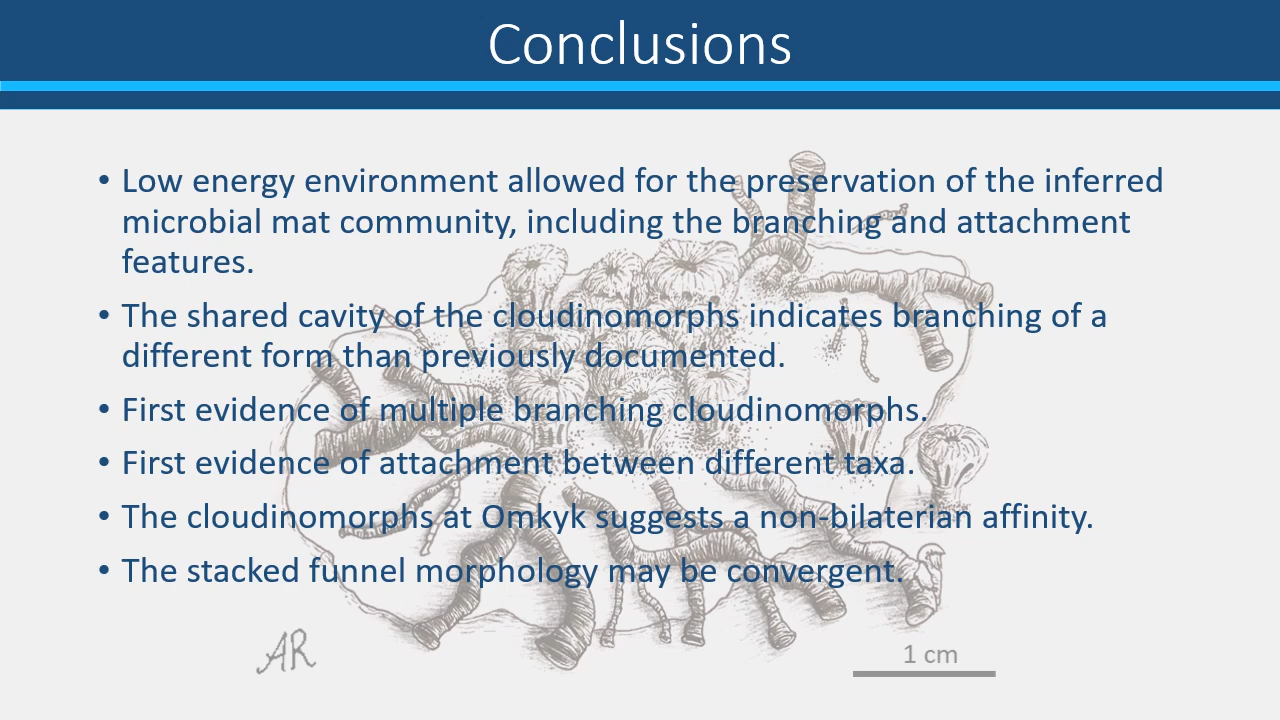 Conclusions
• Low energy environment allowed for the preservation of the inferred
microbial mat community, including the branching and attachment
features.
• The shared cavity of the cloudinomorphs indicates branching of a
different form than previously documented.
• First evidence of multiple branching cloudinomorphs.
• First evidence of attachment between different taxa.
• The cloudinomorphs at Omkyk suggests a non-bilaterian affinity.
• The stacked funnel morphology may be convergent.
AR
1 cm